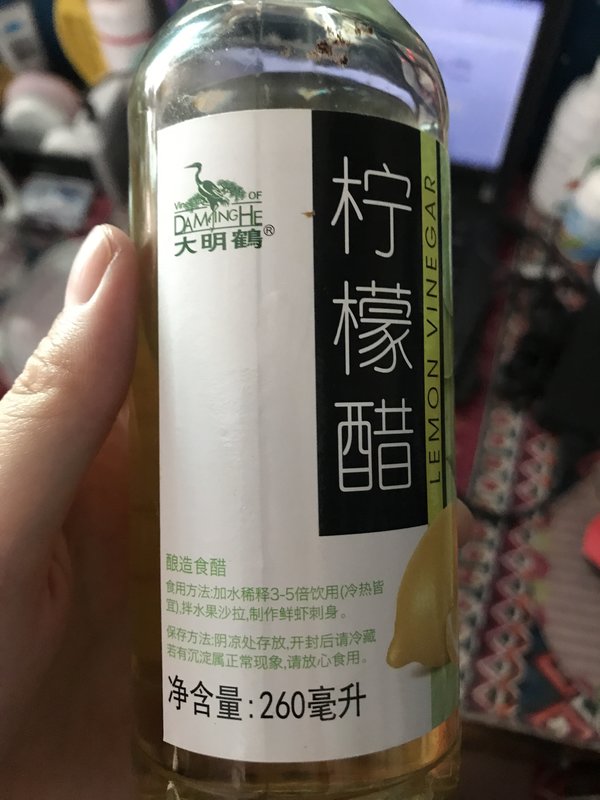 OF
DAMINGHE
大明鹤®
柠檬醋
LEMON VINEGAR
酿造食醋
食用方法:加水稀释3-5倍饮用(冷热皆
宜),拌水果沙拉,制作鲜虾刺身。
保存方法:阴凉处存放,开封后请冷藏
若有沉淀属正常现象,请放心食用。
净含量:260毫升